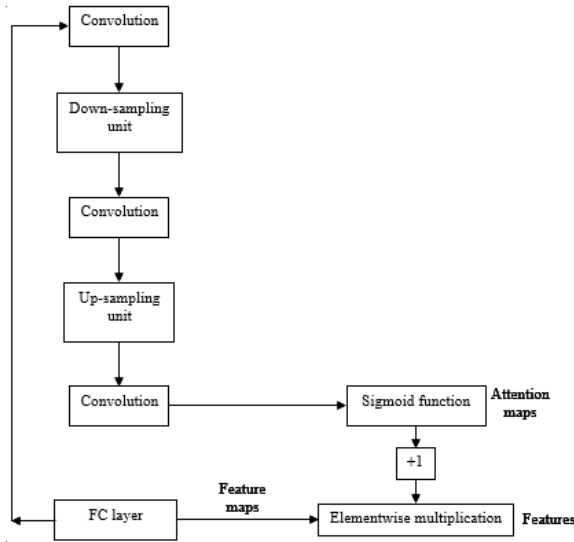 Convolution
Down-sampling
unit
Convolution
Up-sampling
unit
Convolution
Sigmoid function
Attention
maps
+1
FC layer
Feature
maps
Elementwise multiplication
Features